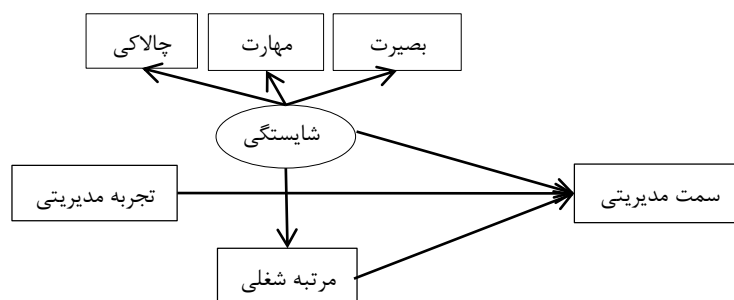 بصیرت
مهارت
چالاکی
شایستگی
سمت مدیریتی
تجربه مدیریتی
مرتبه شغلی